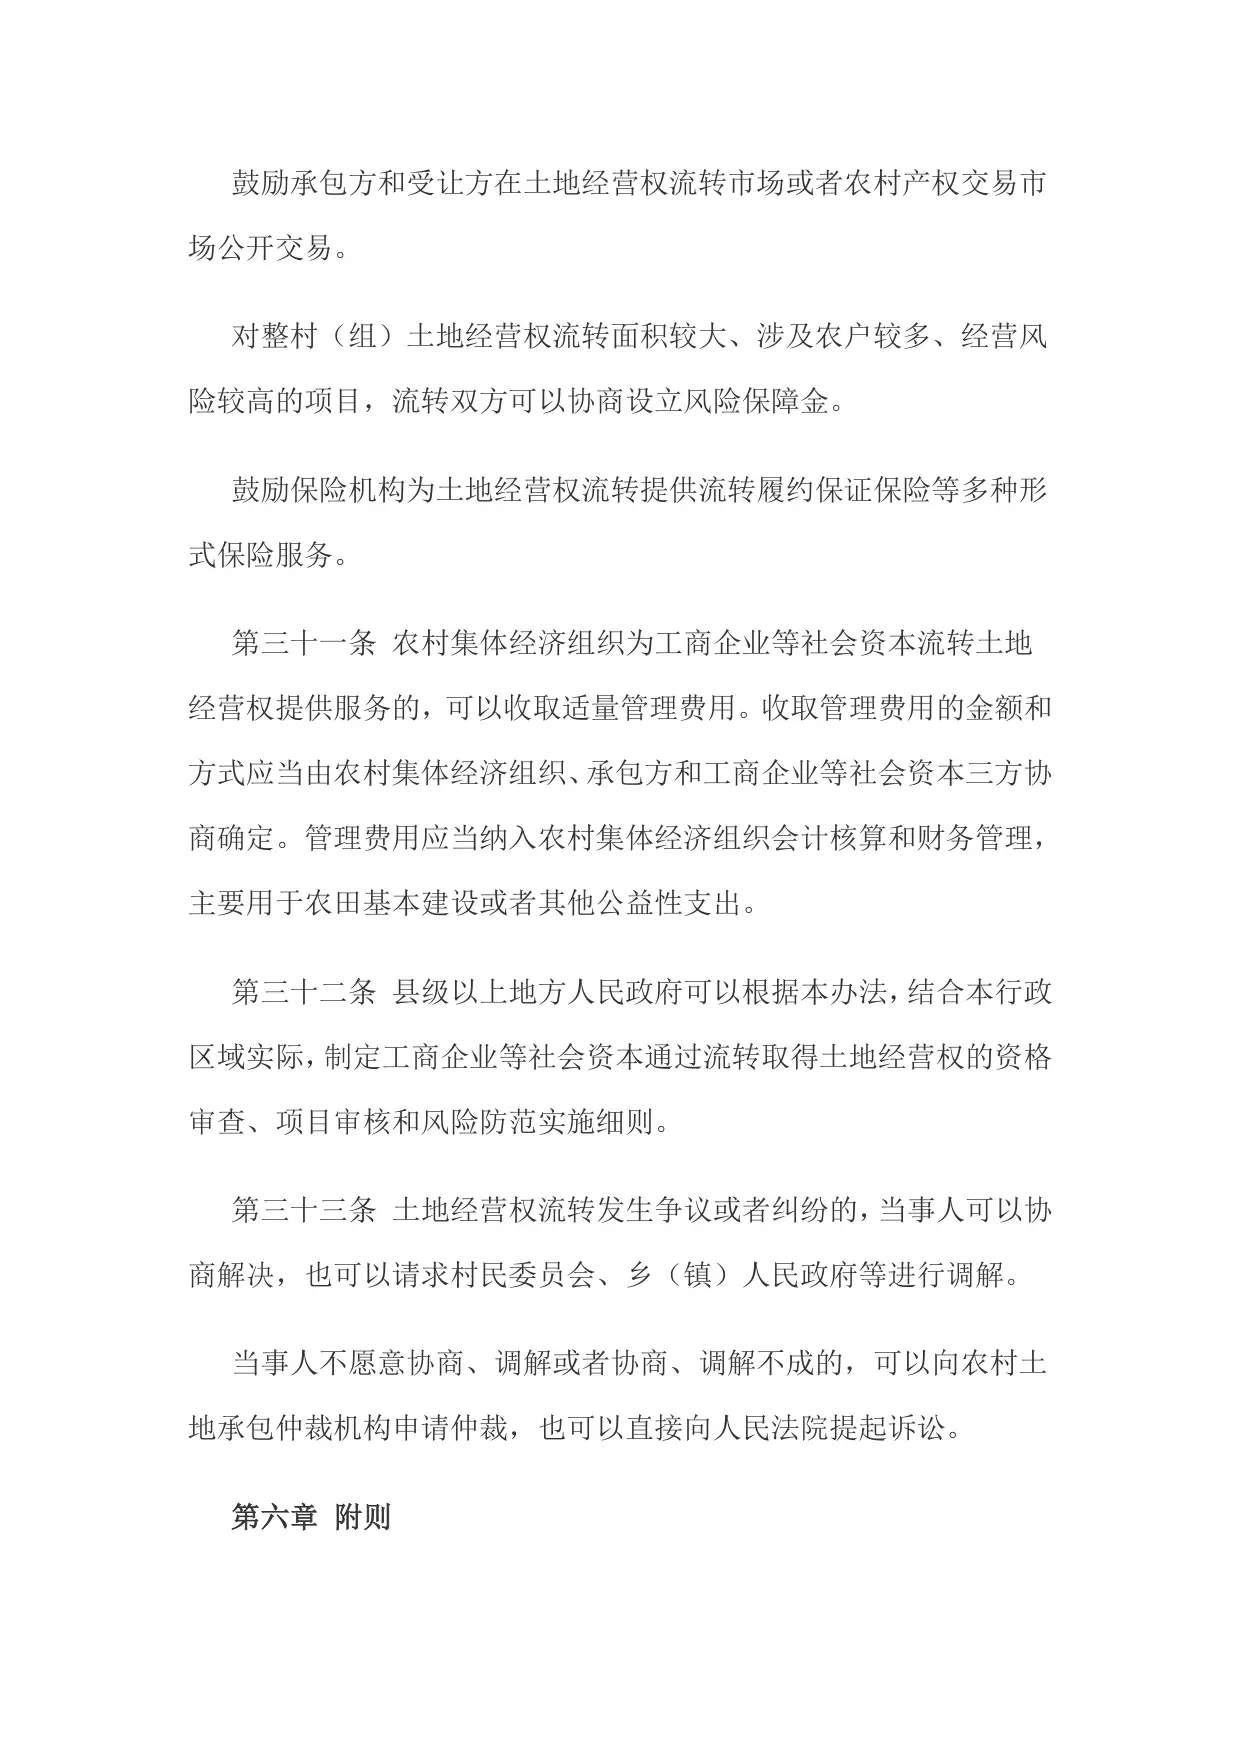 鼓励承包方和受让方在土地经营权流转市场或者农村产权交易市
场公开交易。
对整村（组）土地经营权流转面积较大、涉及农户较多、经营风
险较高的项目，流转双方可以协商设立风险保障金。
鼓励保险机构为土地经营权流转提供流转履约保证保险等多种形
式保险服务。
第三十一条 农村集体经济组织为工商企业等社会资本流转土地
经营权提供服务的，可以收取适量管理费用。收取管理费用的金额和
方式应当由农村集体经济组织、承包方和工商企业等社会资本三方协
商确定。管理费用应当纳入农村集体经济组织会计核算和财务管理，
主要用于农田基本建设或者其他公益性支出。
第三十二条 县级以上地方人民政府可以根据本办法，结合本行政
区域实际，制定工商企业等社会资本通过流转取得土地经营权的资格
审查、项目审核和风险防范实施细则。
第三十三条 土地经营权流转发生争议或者纠纷的，当事人可以协
商解决，也可以请求村民委员会、乡（镇）人民政府等进行调解。
当事人不愿意协商、调解或者协商、调解不成的，可以向农村土
地承包仲裁机构申请仲裁，也可以直接向人民法院提起诉讼。
第六章 附则